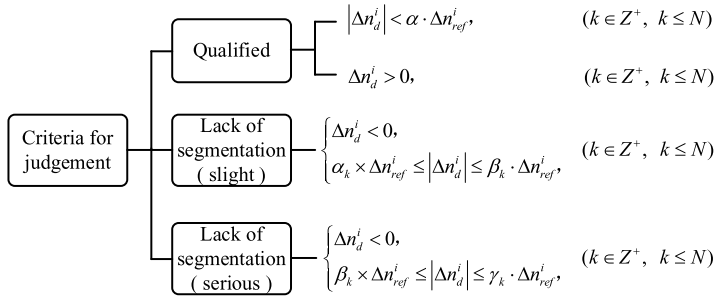 |Δn_d^i| < α · Δn_ref^i, (k ∈ Z⁺, k ≤ N)
Qualified
Δn_d^i > 0, (k ∈ Z⁺, k ≤ N)
Criteria for
judgement
Lack of
segmentation
( slight )
Δn_d^i < 0,
α_k × Δn_ref^i ≤ |Δn_d^i| ≤ β_k · Δn_ref^i, (k ∈ Z⁺, k ≤ N)
Lack of
segmentation
( serious )
Δn_d^i < 0,
β_k × Δn_ref^i ≤ |Δn_d^i| ≤ γ_k · Δn_ref^i, (k ∈ Z⁺, k ≤ N)